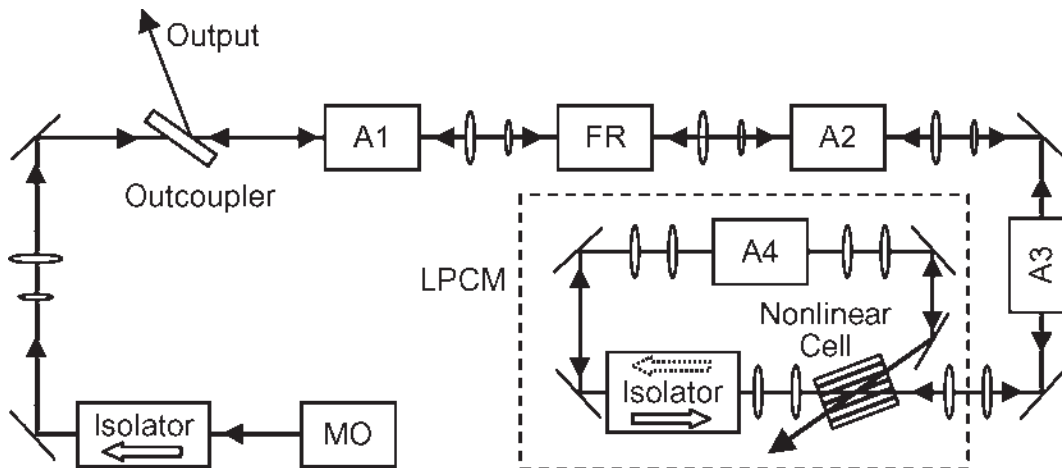 Output
A1
FR
A2
Outcoupler
A3
LPCM
A4
Nonlinear
Cell
Isolator
Isolator
MO